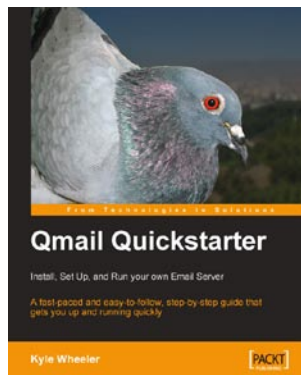 From Technologies to Solutions
Qmail Quickstarter
Install, Set Up, and Run your own Email Server
A fast-paced and easy-to-follow, step-by-step guide that
gets you up and running quickly
Kyle Wheeler
[PACKT]
PUBLISHING